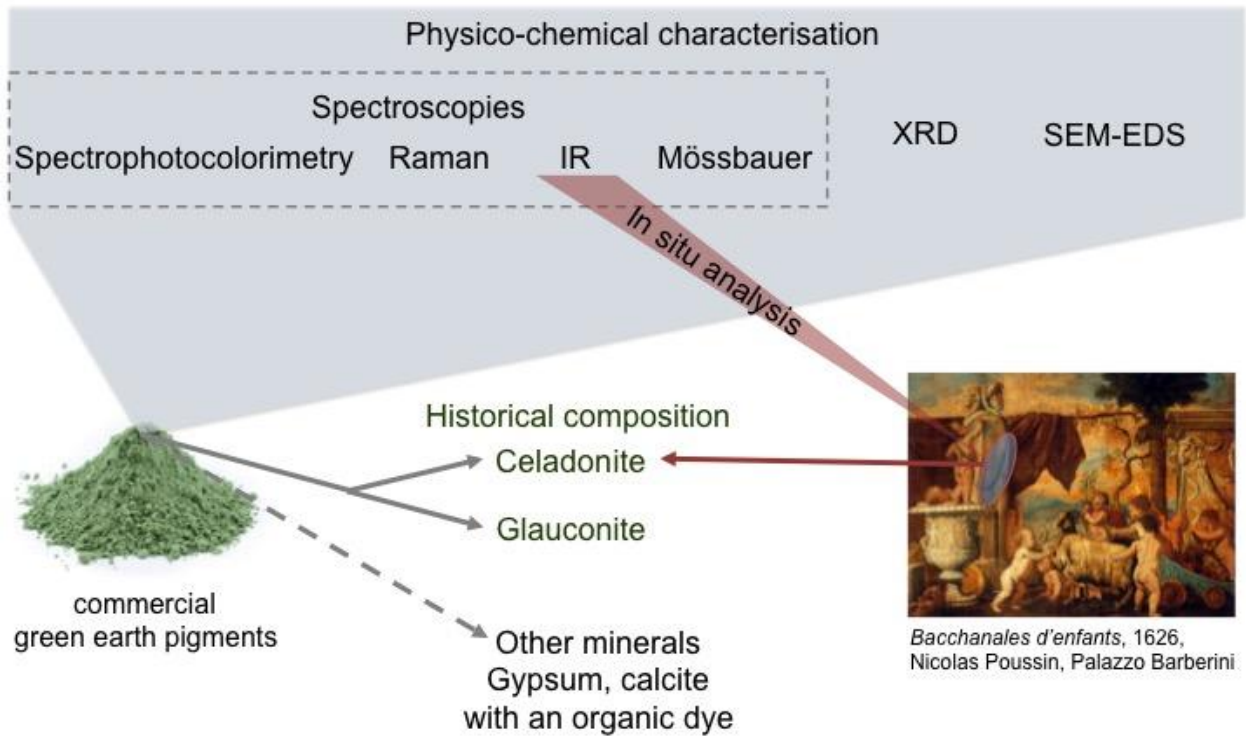 Physico-chemical characterisation
Spectroscopies
Spectrophotocolorimetry Raman IR Mössbauer
XRD SEM-EDS
In situ analysis
Historical composition
Celadonite
Glauconite
commercial
green earth pigments
Other minerals
Gypsum, calcite
with an organic dye
Bacchanales d'enfants, 1626,
Nicolas Poussin, Palazzo Barberini